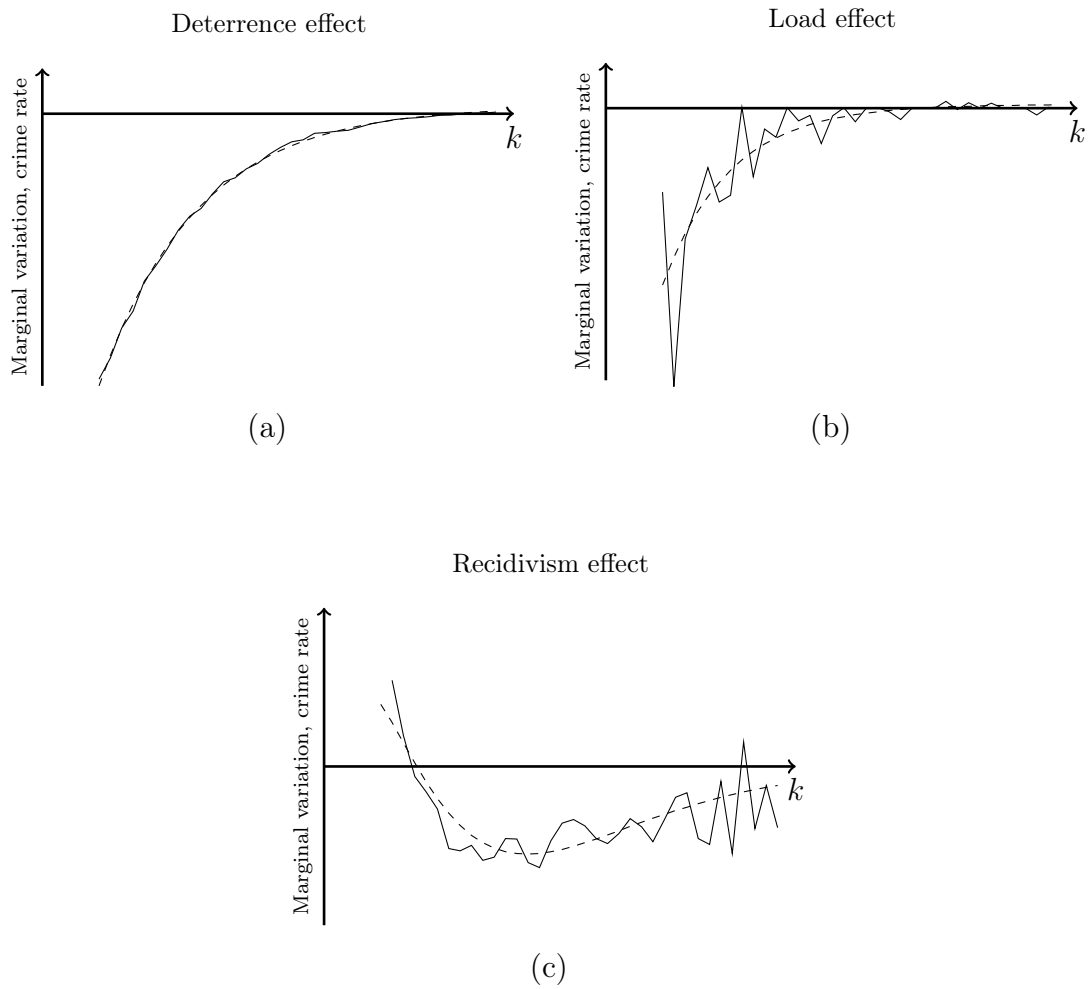 Deterrence effect
Marginal variation, crime rate
k
(a)
Load effect
Marginal variation, crime rate
k
(b)
Recidivism effect
Marginal variation, crime rate
k
(c)